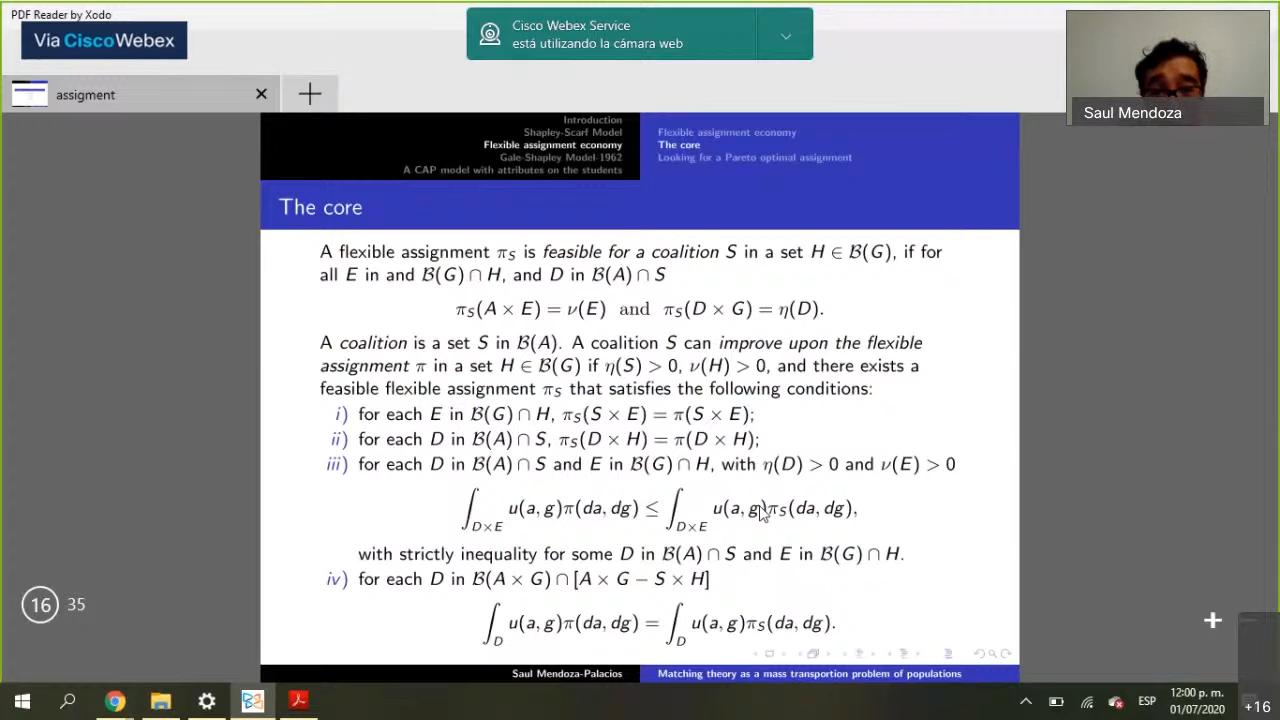 PDF Reader by Xodo
Vía CiscoWebex
Cisco Webex Service
está utilizando la cámara web
Saul Mendoza
assigment
Introduction
Shapley-Scarf Model
Flexible assignment economy
Gale-Shapley Model-1962
A CAP model with attributes on the students
Flexible assignment economy
The core
Looking for a Pareto optimal assignment
The core
A flexible assignment π_S is feasible for a coalition S in a set H ∈ B(G), if for
all E in and B(G) ∩ H, and D in B(A) ∩ S
π_S(A × E) = ν(E) and π_S(D × G) = η(D).
A coalition is a set S in B(A). A coalition S can improve upon the flexible
assignment π in a set H ∈ B(G) if η(S) > 0, ν(H) > 0, and there exists a
feasible flexible assignment π_S that satisfies the following conditions:
i) for each E in B(G) ∩ H, π_S(S × E) = π(S × E);
ii) for each D in B(A) ∩ S, π_S(D × H) = π(D × H);
iii) for each D in B(A) ∩ S and E in B(G) ∩ H, with η(D) > 0 and ν(E) > 0
∫_{D×E} u(a, g)π(da, dg) ≤ ∫_{D×E} u(a, g)π_S(da, dg),
with strictly inequality for some D in B(A) ∩ S and E in B(G) ∩ H.
iv) for each D in B(A × G) ∩ [A × G − S × H]
∫_D u(a, g)π(da, dg) = ∫_D u(a, g)π_S(da, dg).
16 35
Saul Mendoza-Palacios
Matching theory as a mass transportion problem of populations
ESP
12:00 p. m.
01/07/2020
+16